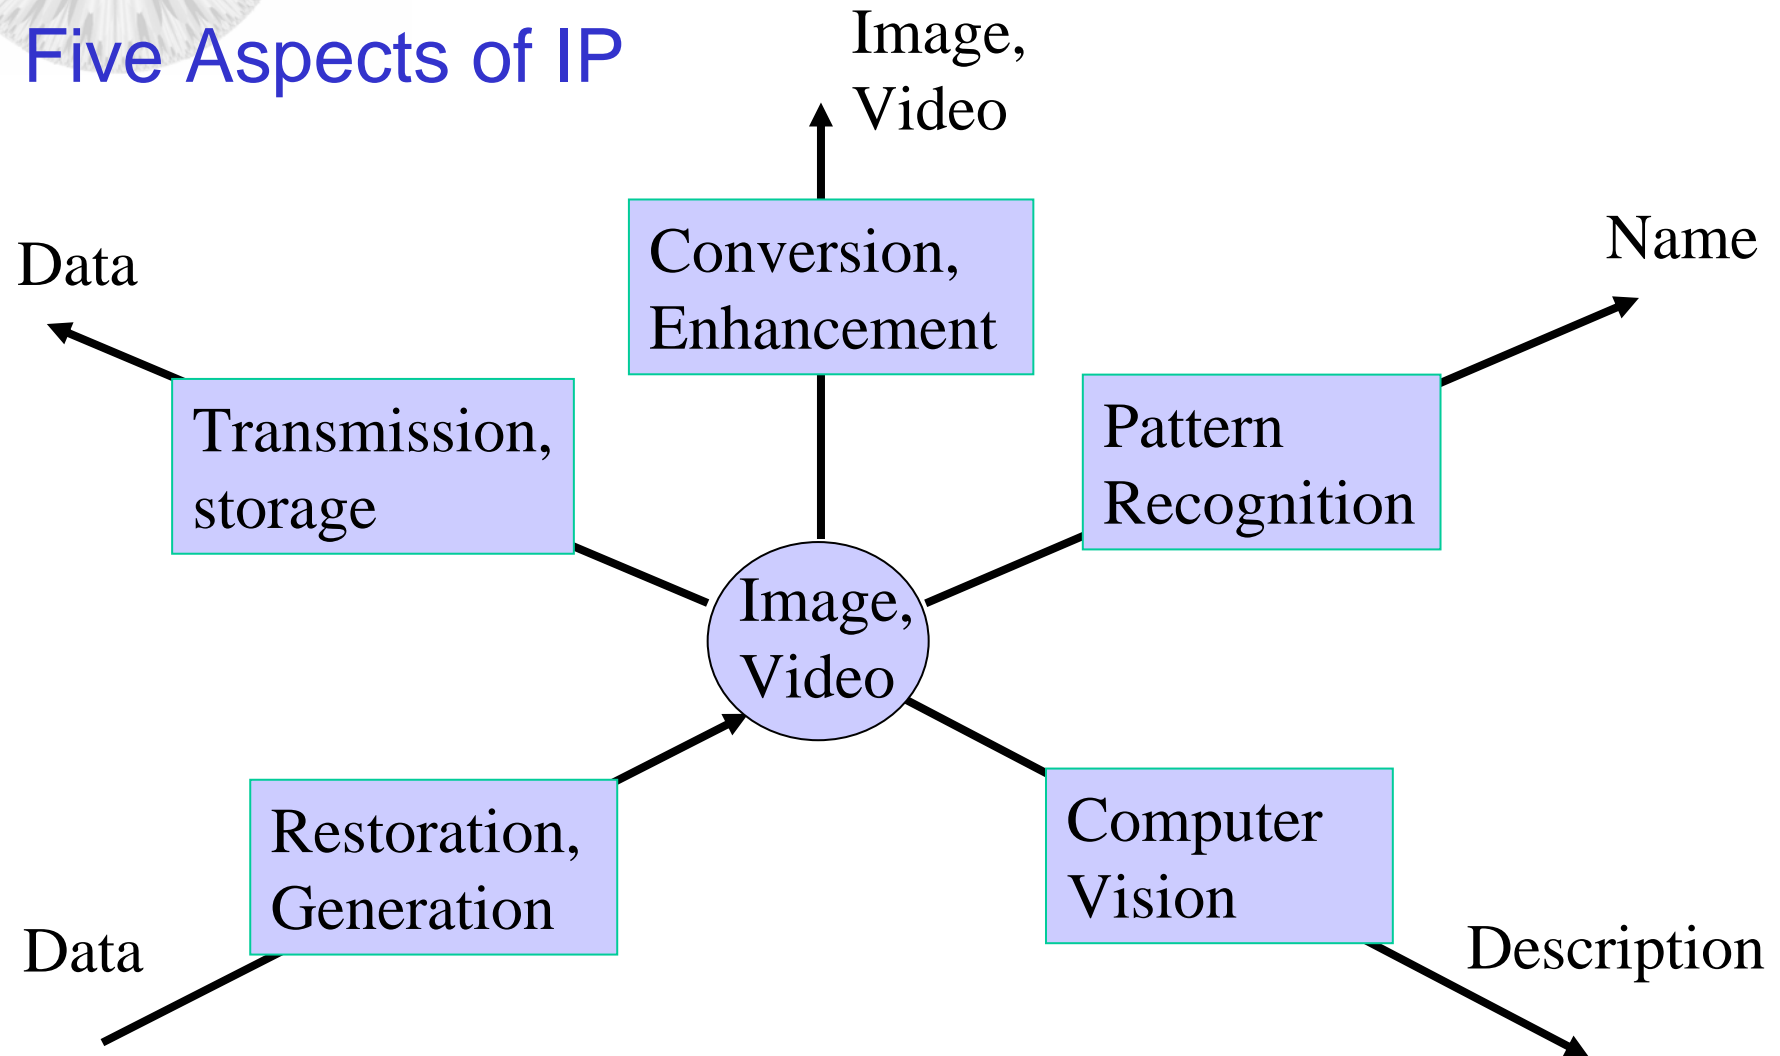 Five Aspects of IP
Image,
Video
Data
Conversion,
Enhancement
Name
Transmission,
storage
Pattern
Recognition
Image,
Video
Restoration,
Generation
Computer
Vision
Data
Description